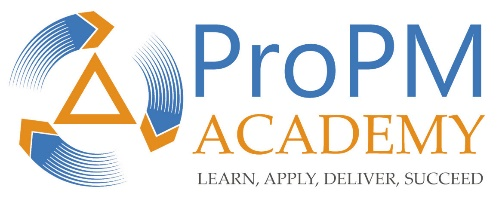 ProPM
ACADEMY
LEARN, APPLY, DELIVER, SUCCEED